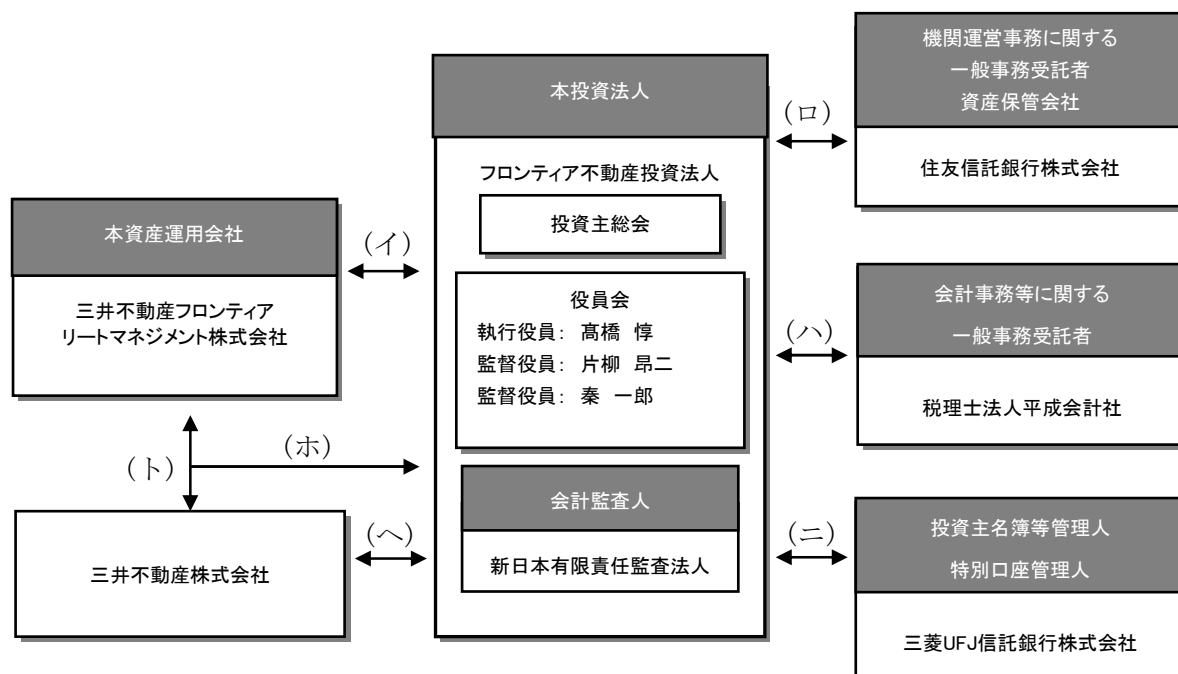 本資産運用会社
三井不動産フロンティア
リートマネジメント株式会社
(イ)
(ト)
(ホ)
三井不動産株式会社
(ヘ)
本投資法人
フロンティア不動産投資法人
投資主総会
役員会
執行役員: 髙橋 惇
監督役員: 片柳 昂二
監督役員: 秦 一郎
会計監査人
新日本有限責任監査法人
(ロ)
機関運営事務に関する
一般事務受託者
資産保管会社
住友信託銀行株式会社
(ハ)
会計事務等に関する
一般事務受託者
税理士法人平成会計社
(ニ)
投資主名簿等管理人
特別口座管理人
三菱UFJ信託銀行株式会社